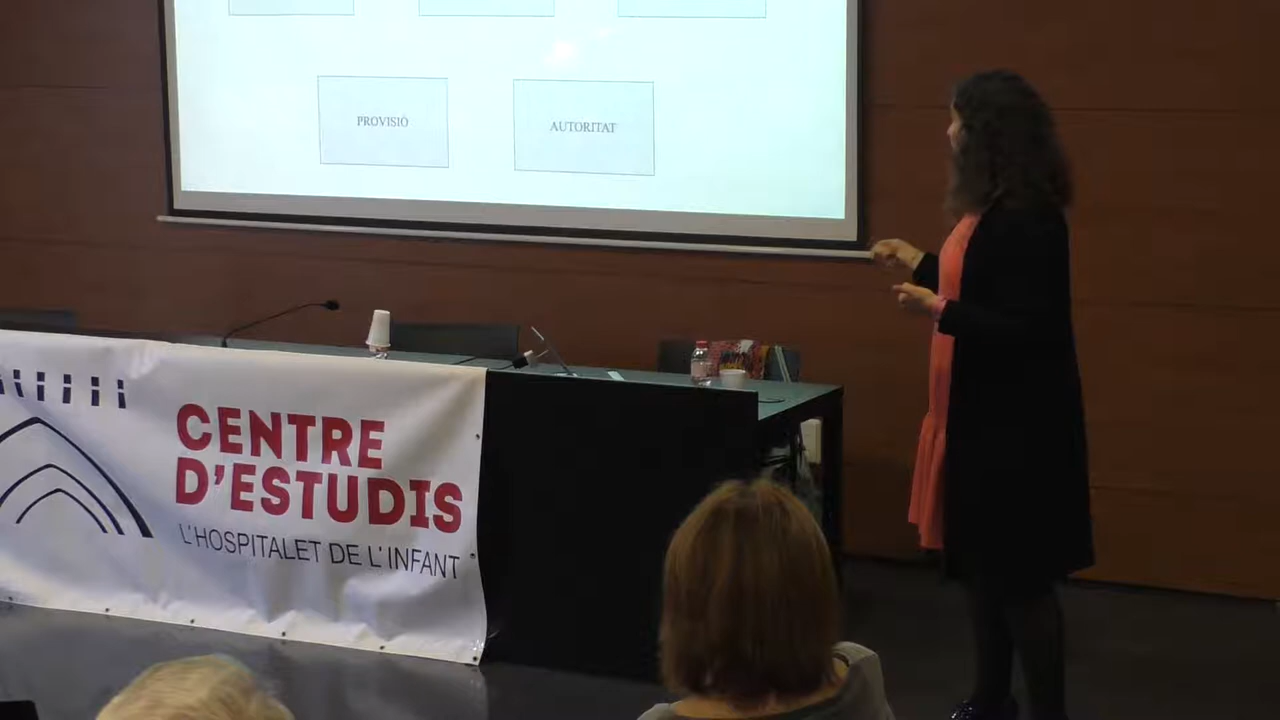 PROVISIÓ
AUTORITAT
CENTRE
D'ESTUDIS
L'HOSPITALET DE L'INFANT